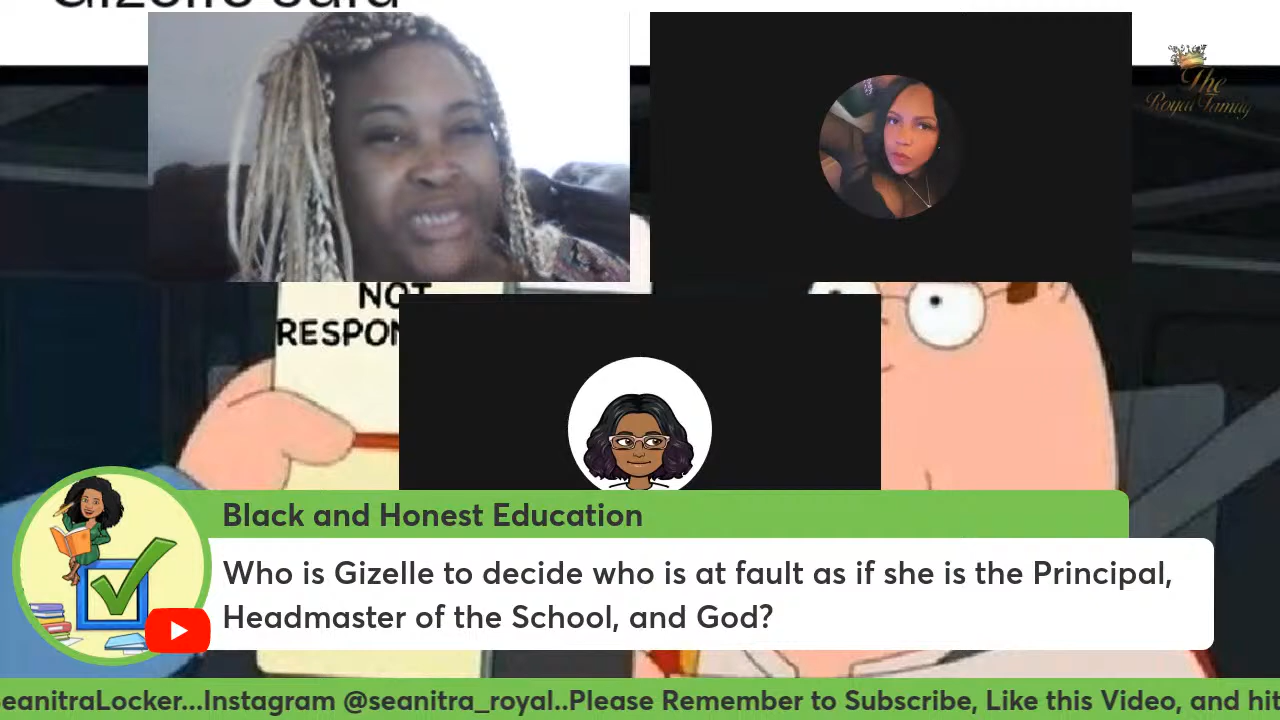 The
Royal Family
NOT
Black and Honest Education
Who is Gizelle to decide who is at fault as if she is the Principal,
Headmaster of the School, and God?
eanitraLocker...Instagram @seanitra_royal..Please Remember to Subscribe, Like this Video, and hit